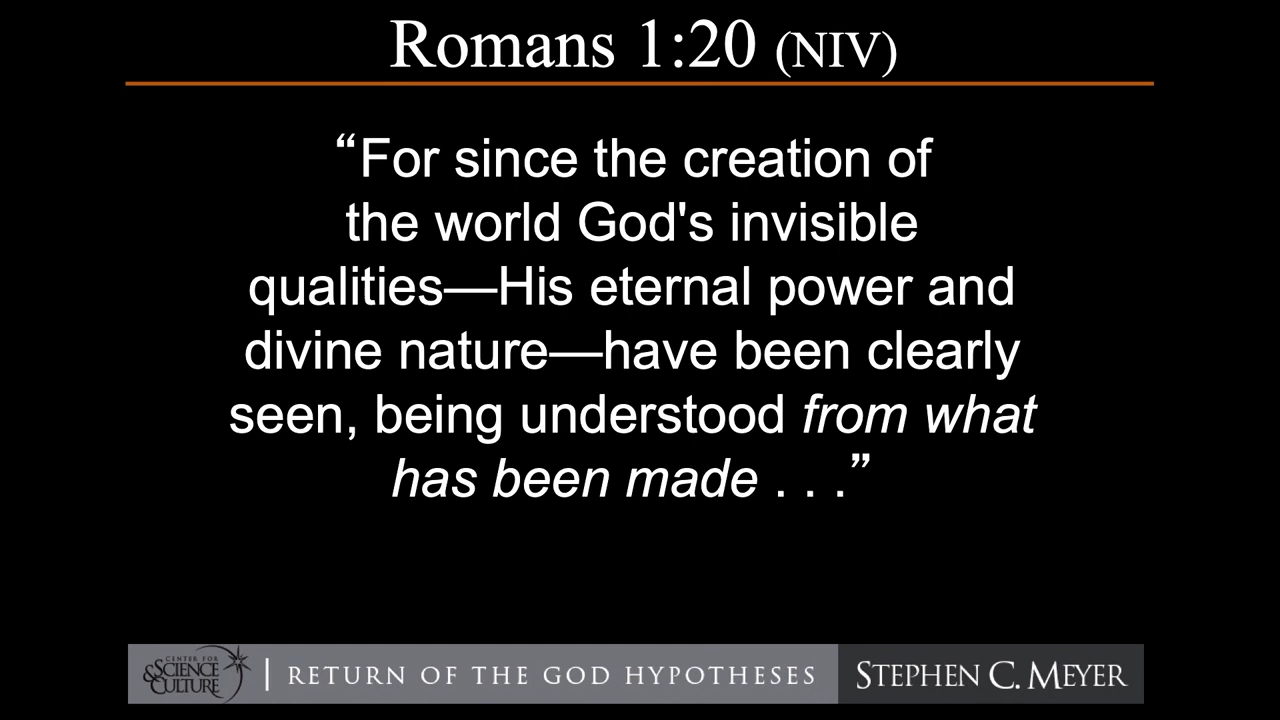 Romans 1:20 (NIV)
“For since the creation of
the world God's invisible
qualities—His eternal power and
divine nature—have been clearly
seen, being understood from what
has been made . . .”
CENTER FOR
SCIENCE
& CULTURE
RETURN OF THE GOD HYPOTHESES
STEPHEN C. MEYER